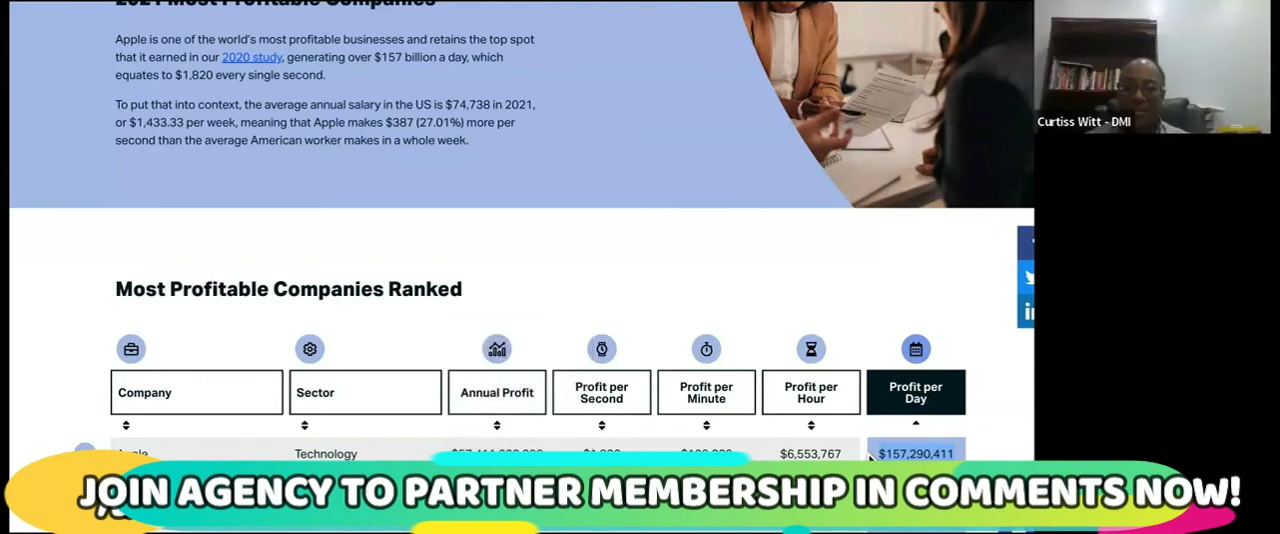 2021 Most Profitable Companies
Apple is one of the world's most profitable businesses and retains the top spot
that it earned in our 2020 study, generating over $157 billion a day, which
equates to $1,820 every single second.
To put that into context, the average annual salary in the US is $74,738 in 2021,
or $1,433.33 per week, meaning that Apple makes $387 (27.01%) more per
second than the average American worker makes in a whole week.
Curtiss Witt - DMI
Most Profitable Companies Ranked
Company
Sector
Annual Profit
Profit per
Second
Profit per
Minute
Profit per
Hour
Profit per
Day
Technology
$6,553,767
$157,290,411
JOIN AGENCY TO PARTNER MEMBERSHIP IN COMMENTS NOW!